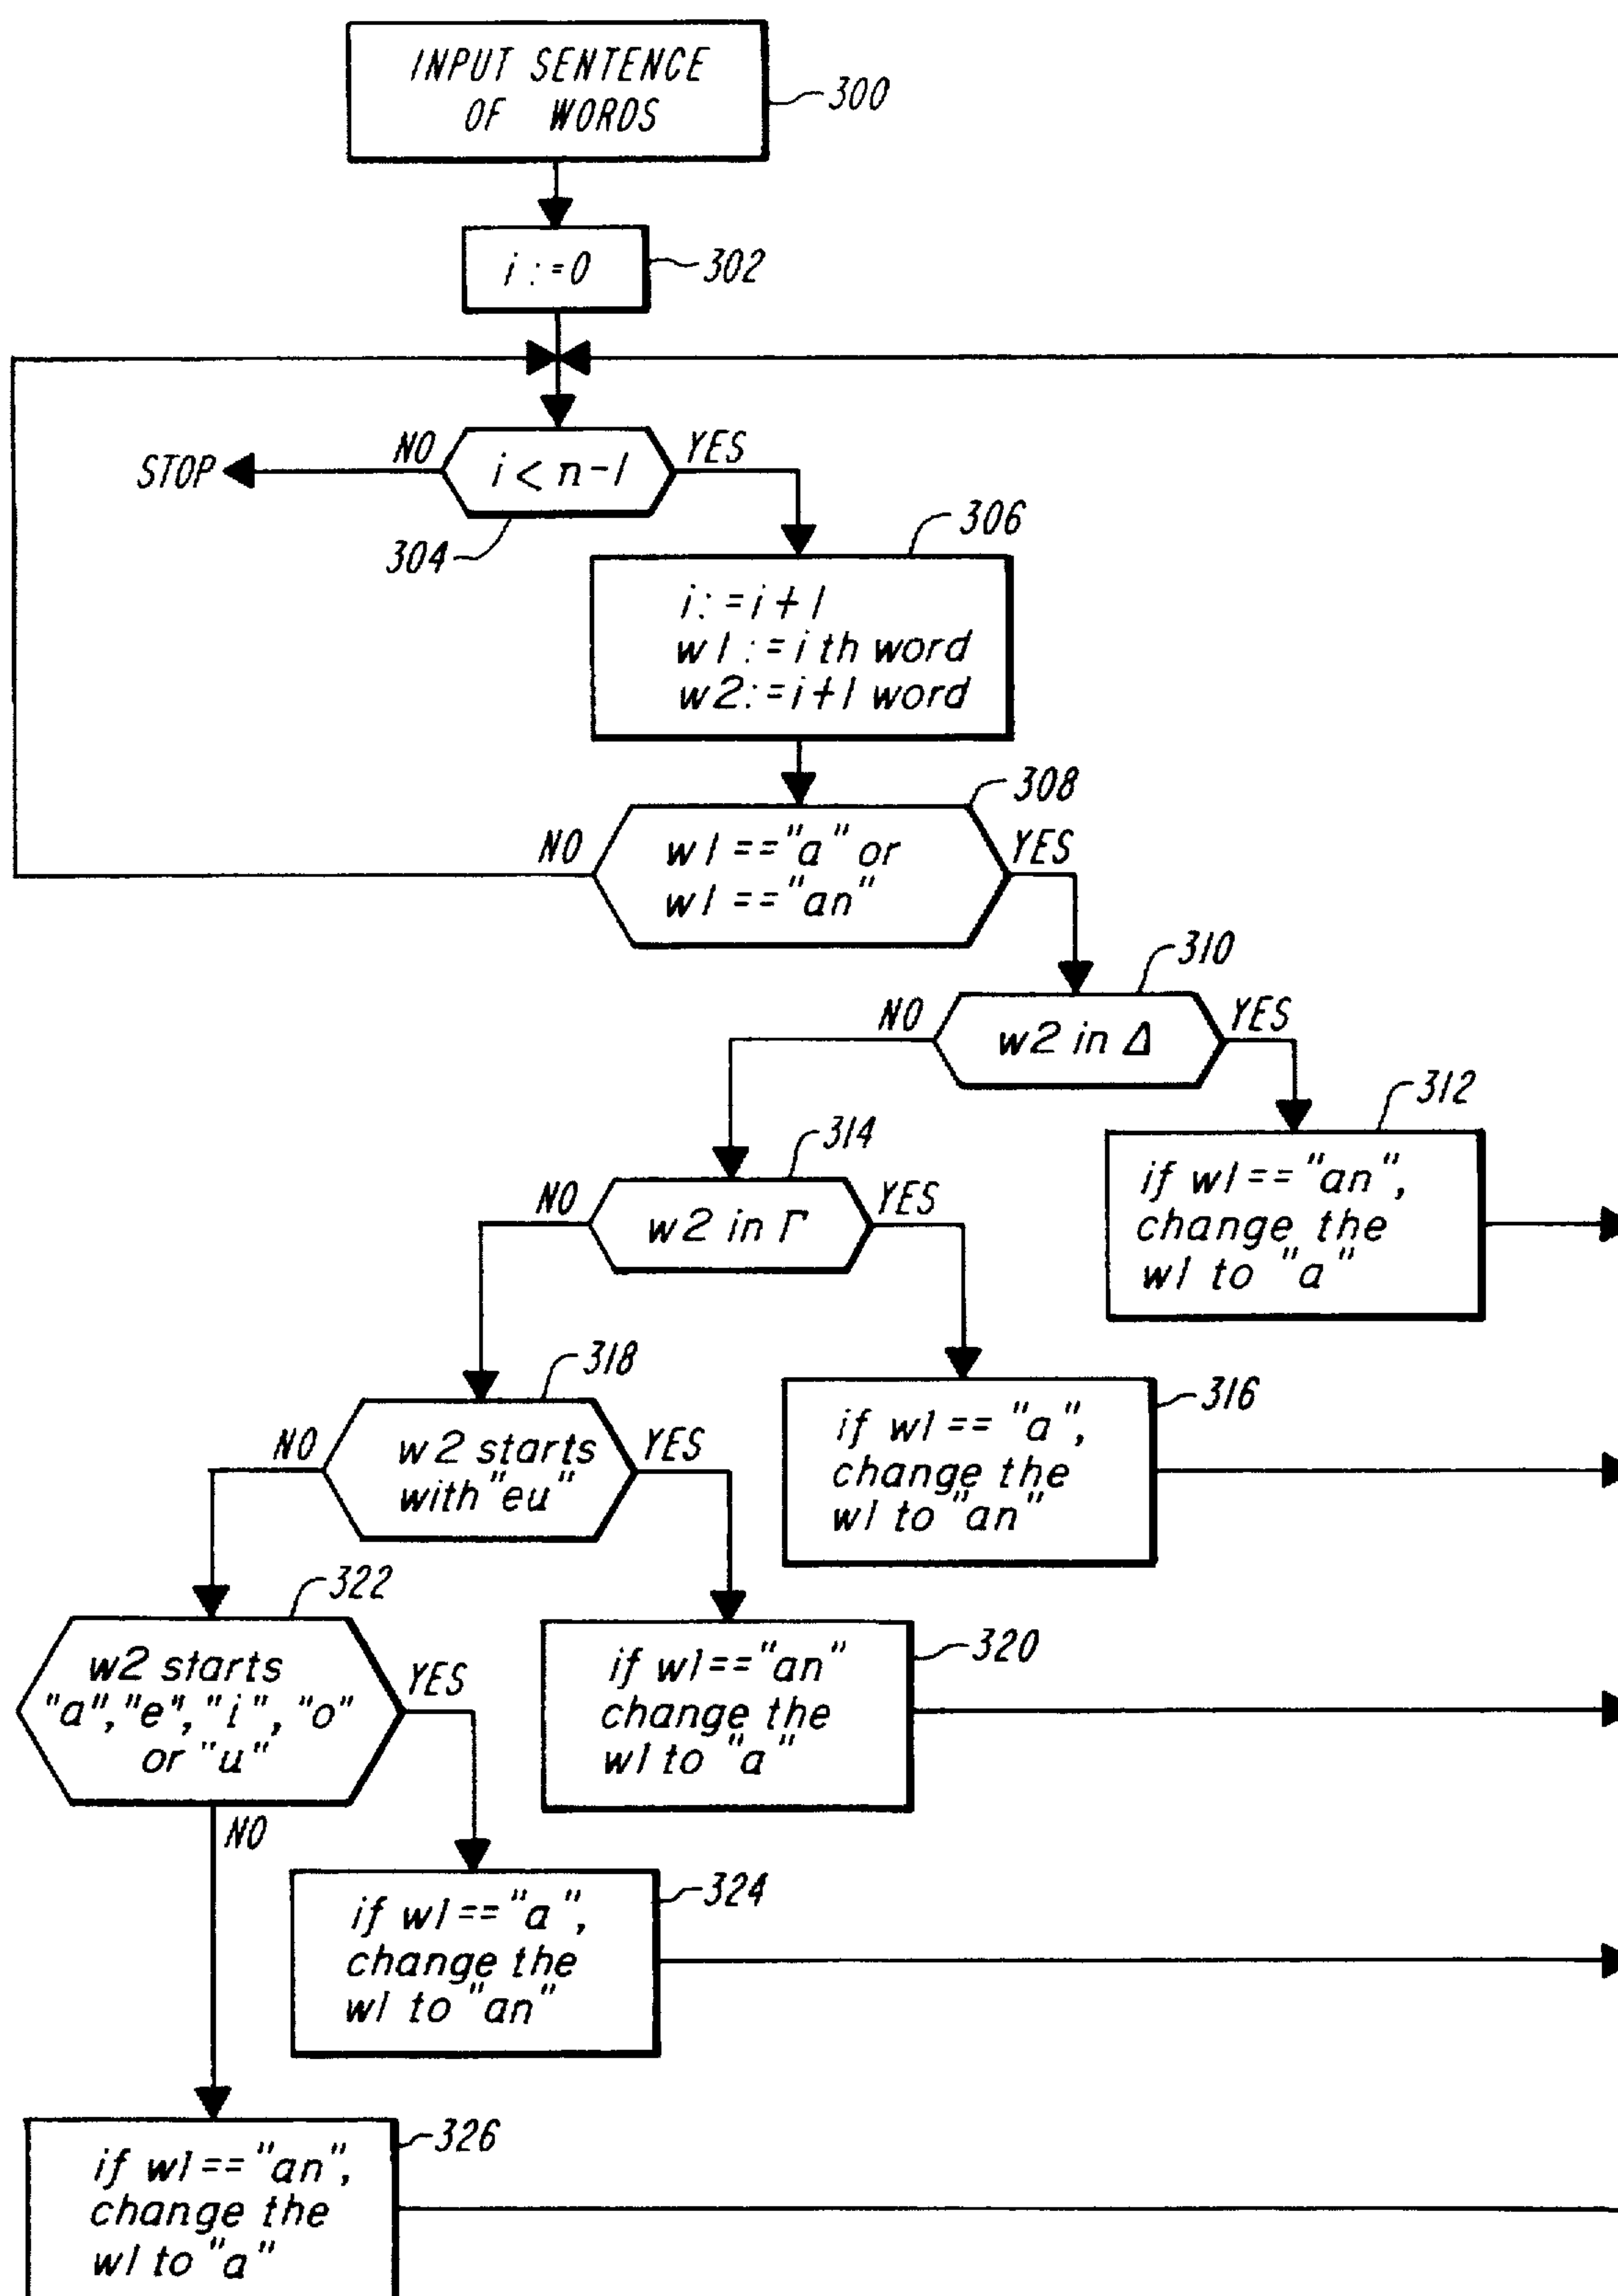 INPUT SENTENCE
OF WORDS
300
i:=0
302
NO
YES
STOP
i < n-1
304
306
i:=i+1
w1:=i th word
w2:=i+1 word
308
NO
w1=="a" or
w1=="an"
YES
310
NO
w2 in Δ
YES
312
if w1=="an",
change the
w1 to "a"
314
NO
w2 in Γ
YES
316
if w1== "a",
change the
w1 to "an"
318
NO
w2 starts
with "eu"
YES
320
if w1=="an"
change the
w1 to "a"
322
w2 starts
"a","e","i","o"
or "u"
YES
NO
324
if w1=="a",
change the
w1 to "an"
326
if w1=="an",
change the
w1 to "a"